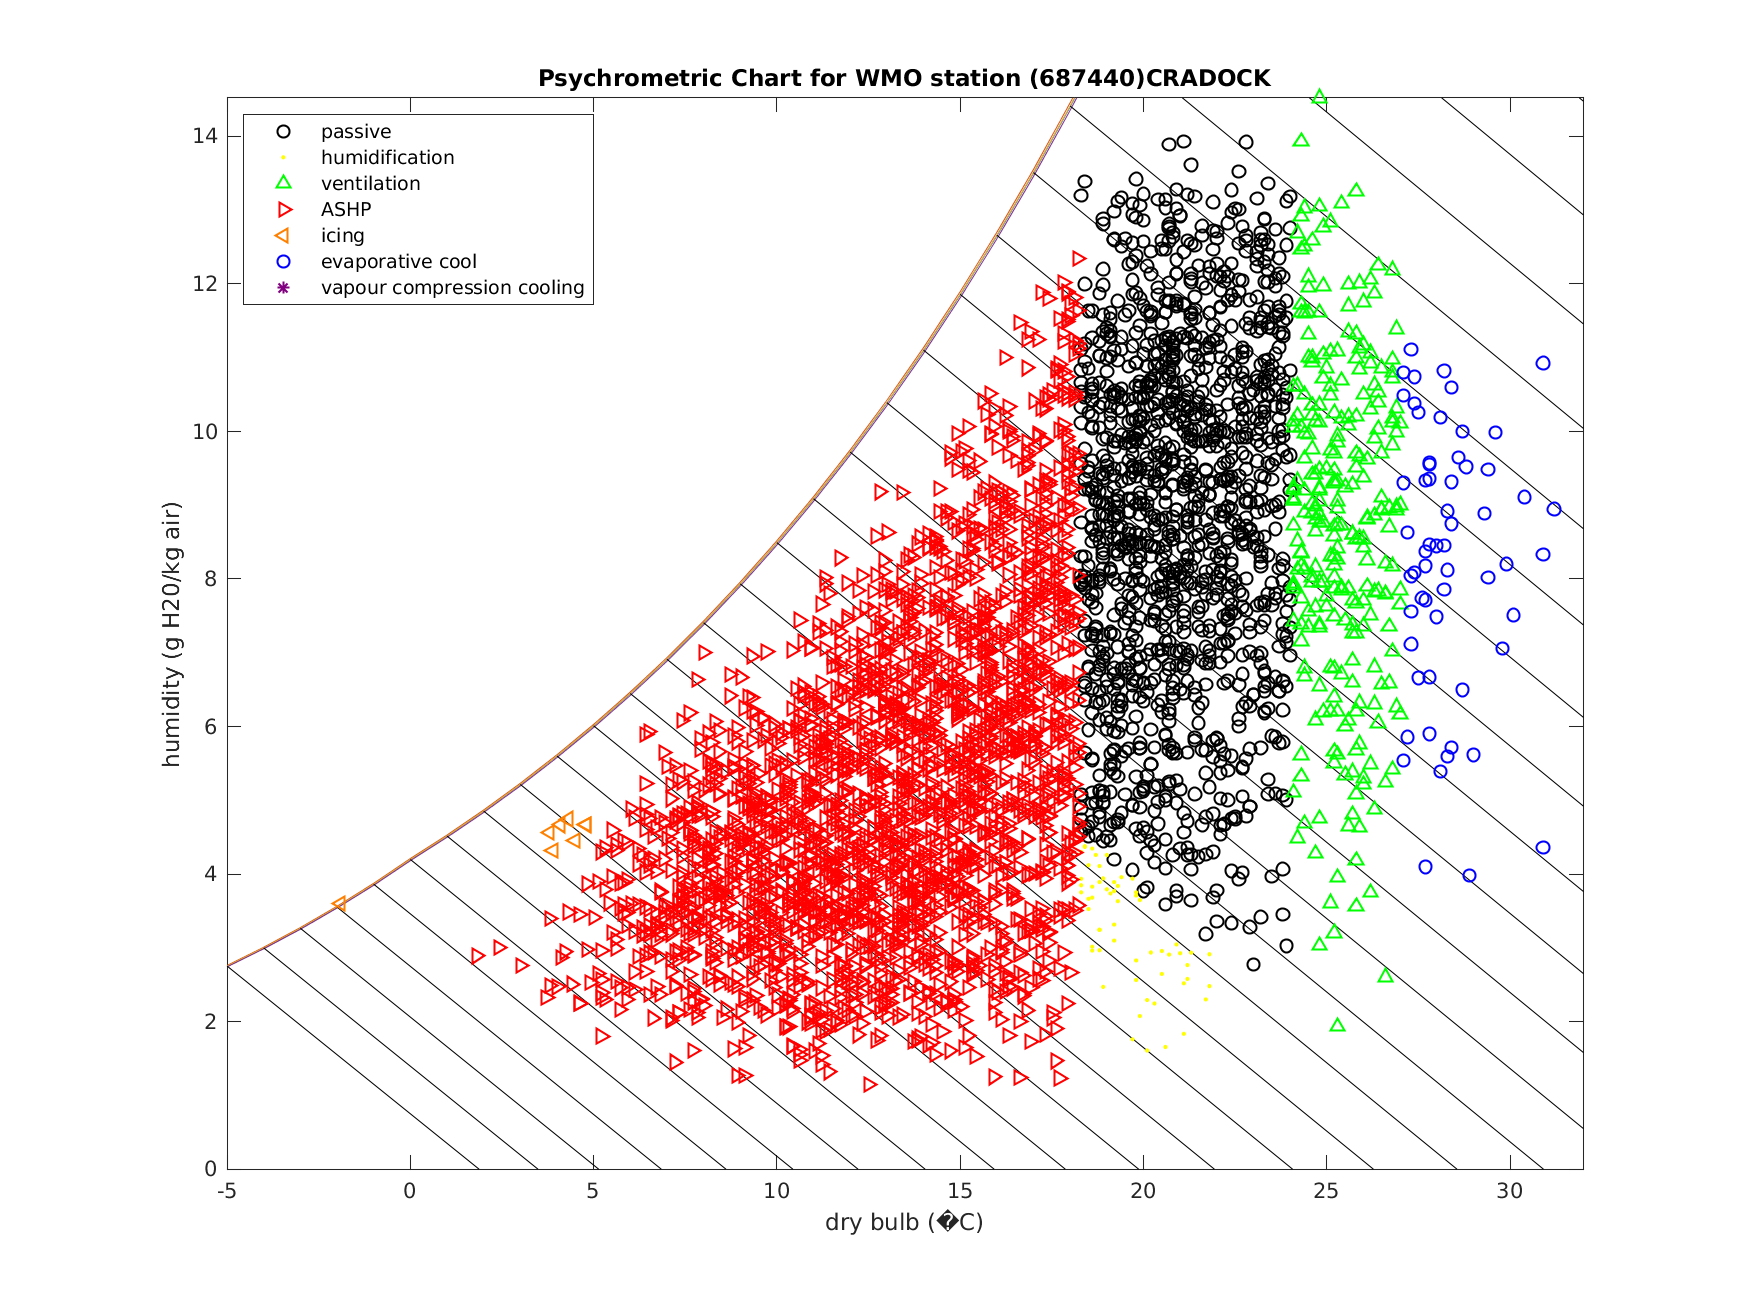 Psychrometric Chart for WMO station (687440)CRADOCK
passive
humidification
ventilation
ASHP
icing
evaporative cool
vapour compression cooling
humidity (g H20/kg air)
14
12
10
8
6
4
2
0
-5 0 5 10 15 20 25 30
dry bulb (�C)